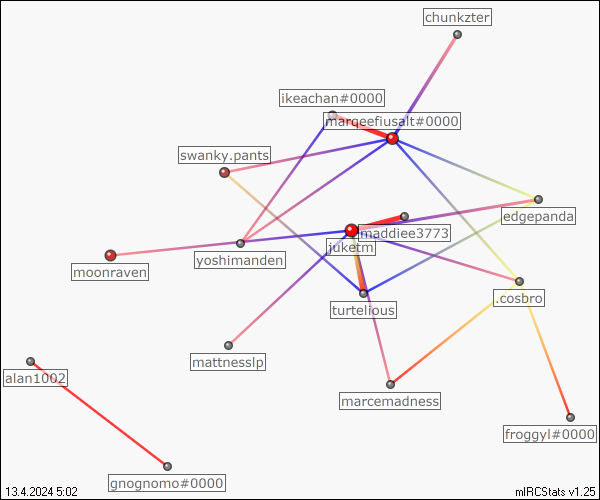 chunkzter
ikeachan#0000
marqeefiusalt#0000
swanky.pants
edgepanda
maddiee3773
juketm
yoshimanden
moonraven
.cosbro
turtelious
mattnesslp
alan1002
marcemadness
froggyl#0000
gnognomo#0000
13.4.2024 5:02
mIRCStats v1.25